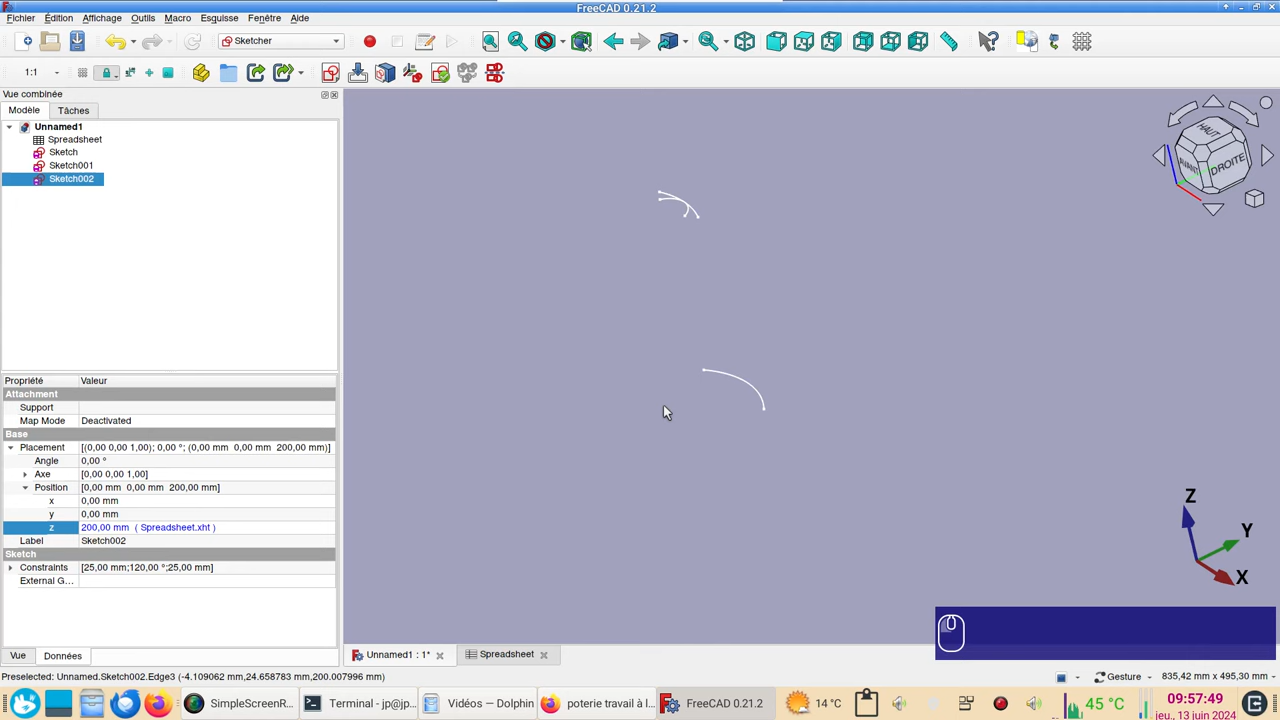 FreeCAD 0.21.2
Fichier Édition Affichage Outils Macro Esquisse Fenêtre Aide
Sketcher
1:1
Vue combinée
Modèle Tâches
Unnamed1
Spreadsheet
Sketch
Sketch001
Sketch002
HAUT
DROITE
Propriété Valeur
Attachment
Support
Map Mode Deactivated
Base
Placement [(0,00 0,00 1,00); 0,00 °; (0,00 mm 0,00 mm 200,00 mm)]
Angle 0,00 °
Axe [0,00 0,00 1,00]
Position [0,00 mm 0,00 mm 200,00 mm]
x 0,00 mm
y 0,00 mm
z 200,00 mm ( Spreadsheet.xht )
Label Sketch002
Sketch
Constraints [25,00 mm;120,00 °;25,00 mm]
External G...
Z
Y
X
Vue Données
Unnamed1 : 1* Spreadsheet
Preselected: Unnamed.Sketch002.Edge3 (-4.109062 mm,24.658783 mm,200.007996 mm)
Gesture 835,42 mm x 495,30 mm
SimpleScreenR... Terminal - jp@jp... Vidéos — Dolphin poterie travail à l... FreeCAD 0.21.2... 14 °C 45 °C 09:57:49
jeu, 13 juin 2024